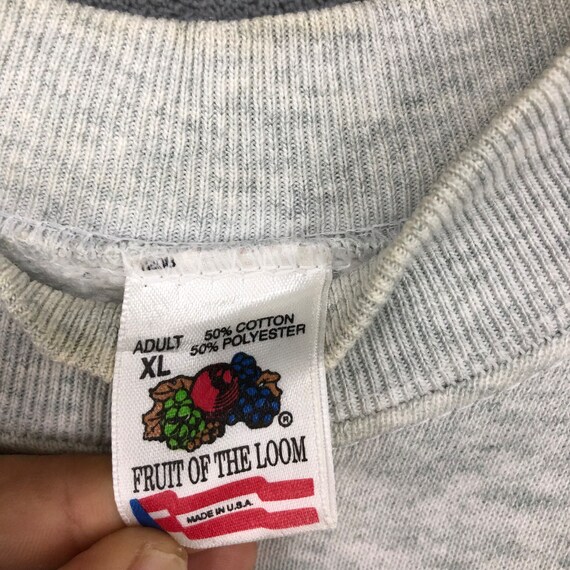 ADULT
XL
50% COTTON
50% POLYESTER
®
FRUIT OF THE LOOM
MADE IN U.S.A.